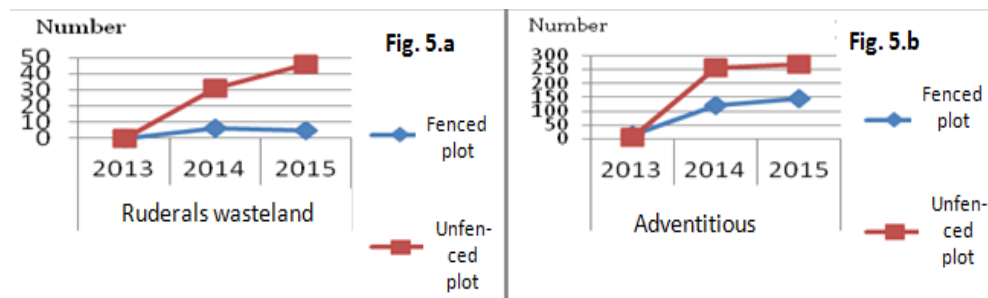 Number
Fig. 5.a
50
40
30
20
10
0
2013 2014 2015
Ruderals wasteland
Fenced
plot
Unfen-
ced
plot
Number
Fig. 5.b
300
250
200
150
100
50
0
2013 2014 2015
Adventitious
Fenced
plot
Unfen-
ced
plot